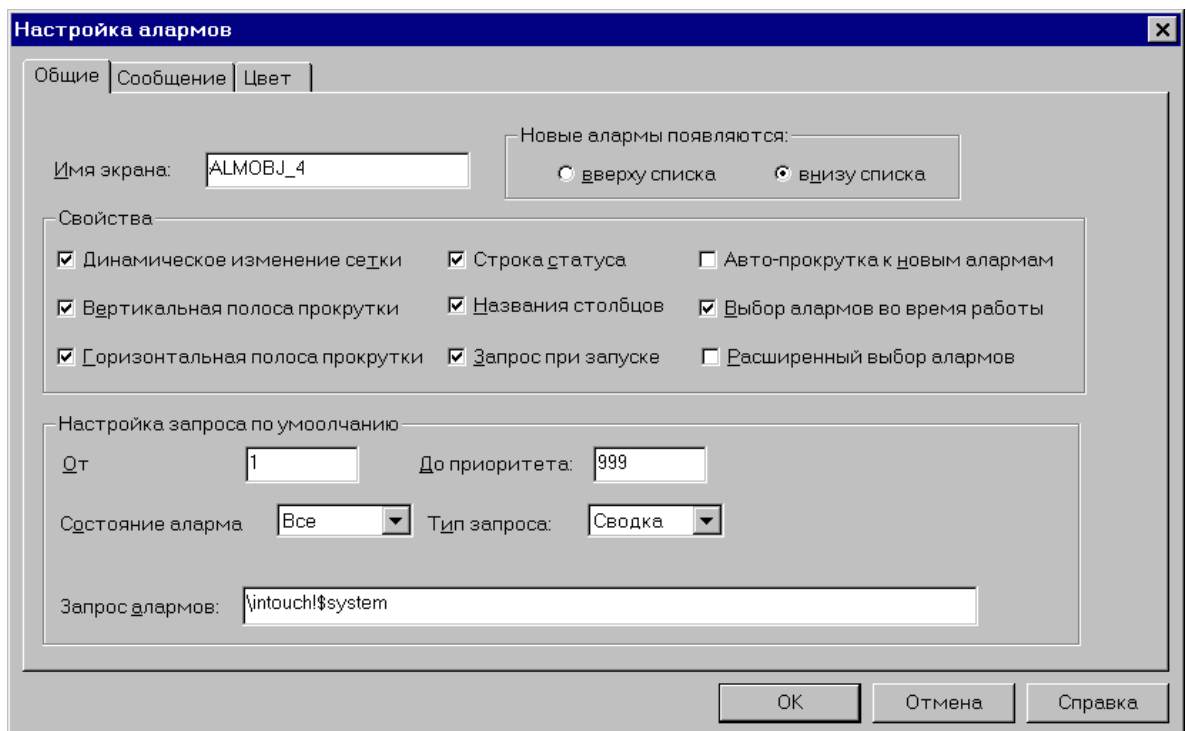 Настройка алармов
Общие Сообщение Цвет
Новые алармы появляются:
Имя экрана: ALMOBJ_4 вверху списка внизу списка
Свойства
Динамическое изменение сетки Строка статуса Авто-прокрутка к новым алармам
Вертикальная полоса прокрутки Названия столбцов Выбор алармов во время работы
Горизонтальная полоса прокрутки Запрос при запуске Расширенный выбор алармов
Настройка запроса по умоолчанию
От 1 До приоритета: 999
Состояние аларма Все Тип запроса: Сводка
Запрос алармов: \intouch!$system
OK Отмена Справка